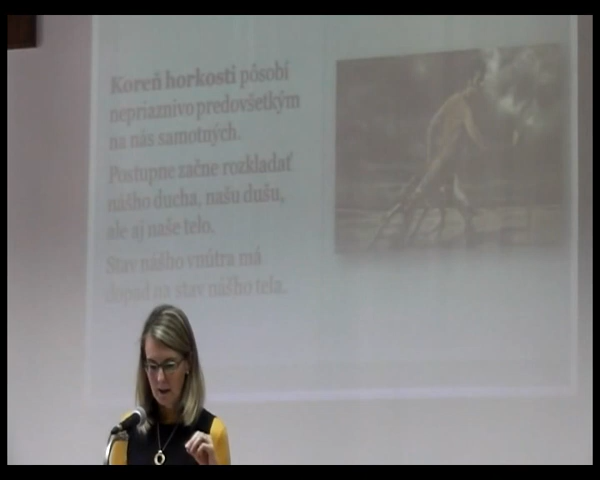 Koreň horkosti pôsobí
nepriaznivo predovšetkým
na nás samotných.
Postupne začne rozkladať
nášho ducha, našu dušu,
ale aj naše telo.
Stav nášho vnútra má
dopad na stav nášho tela.